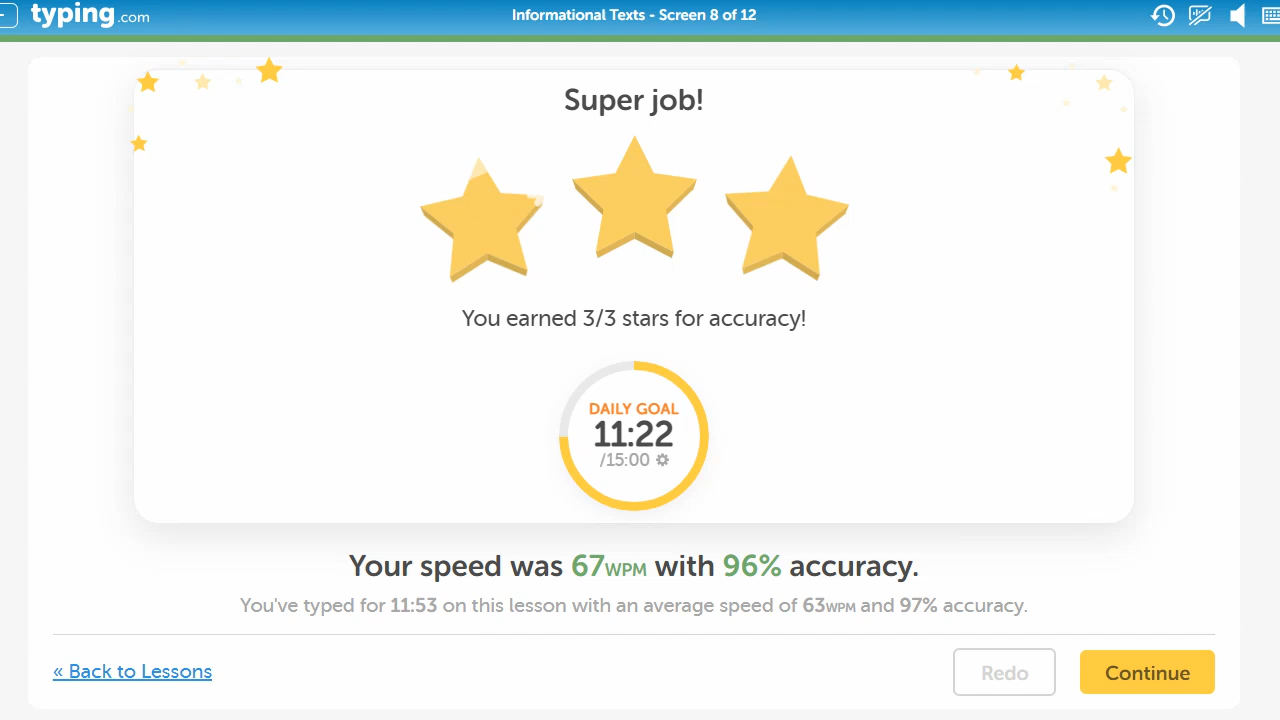 typing.com
Informational Texts - Screen 8 of 12
Super job!
You earned 3/3 stars for accuracy!
DAILY GOAL
11:22
/15:00
Your speed was 67WPM with 96% accuracy.
You've typed for 11:53 on this lesson with an average speed of 63WPM and 97% accuracy.
« Back to Lessons
Redo
Continue